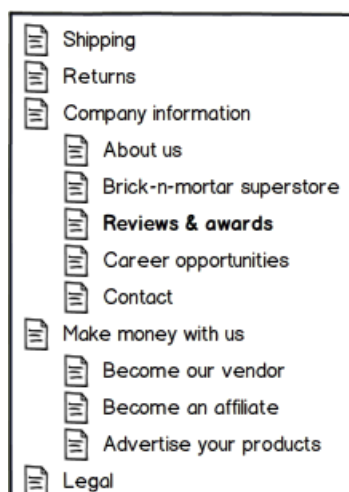 Shipping
Returns
Company information
About us
Brick-n-mortar superstore
Reviews & awards
Career opportunities
Contact
Make money with us
Become our vendor
Become an affiliate
Advertise your products
Legal